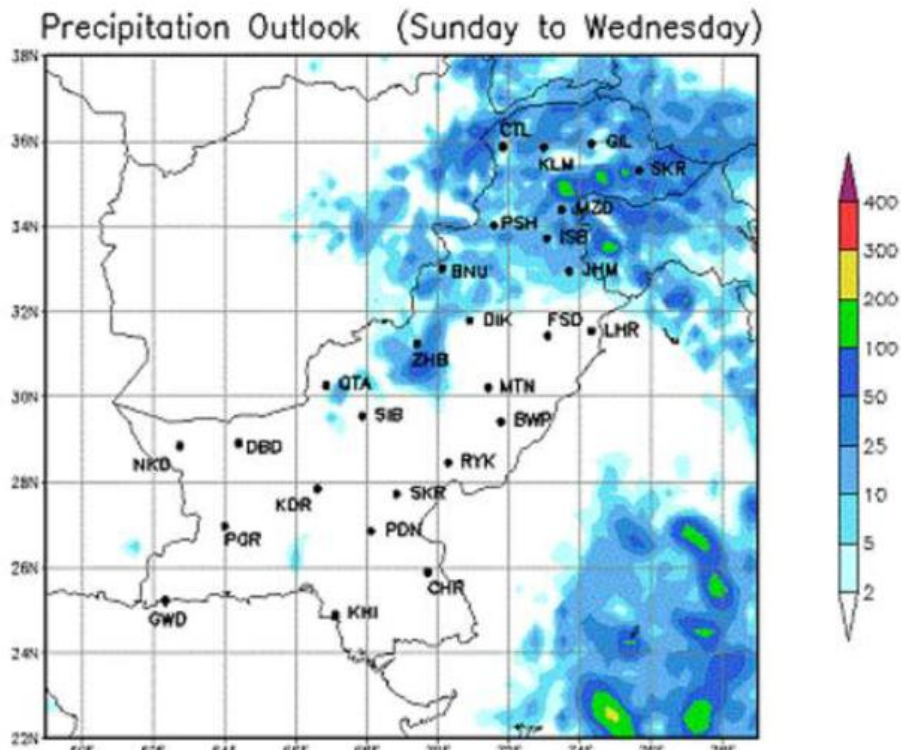 Precipitation Outlook (Sunday to Wednesday)
38N
36N
34N
32N
30N
28N
26N
24N
22N
CTL
GIL
KLM
SKR
MZD
PSH
ISB
BNU
JHM
DIK
FSD
LHR
ZHB
QTA
MTN
SIB
BWP
DBD
NKD
RYK
KDR
SKR
PGR
PDN
CHR
GWD
KHI
400
300
200
100
50
25
10
5
2